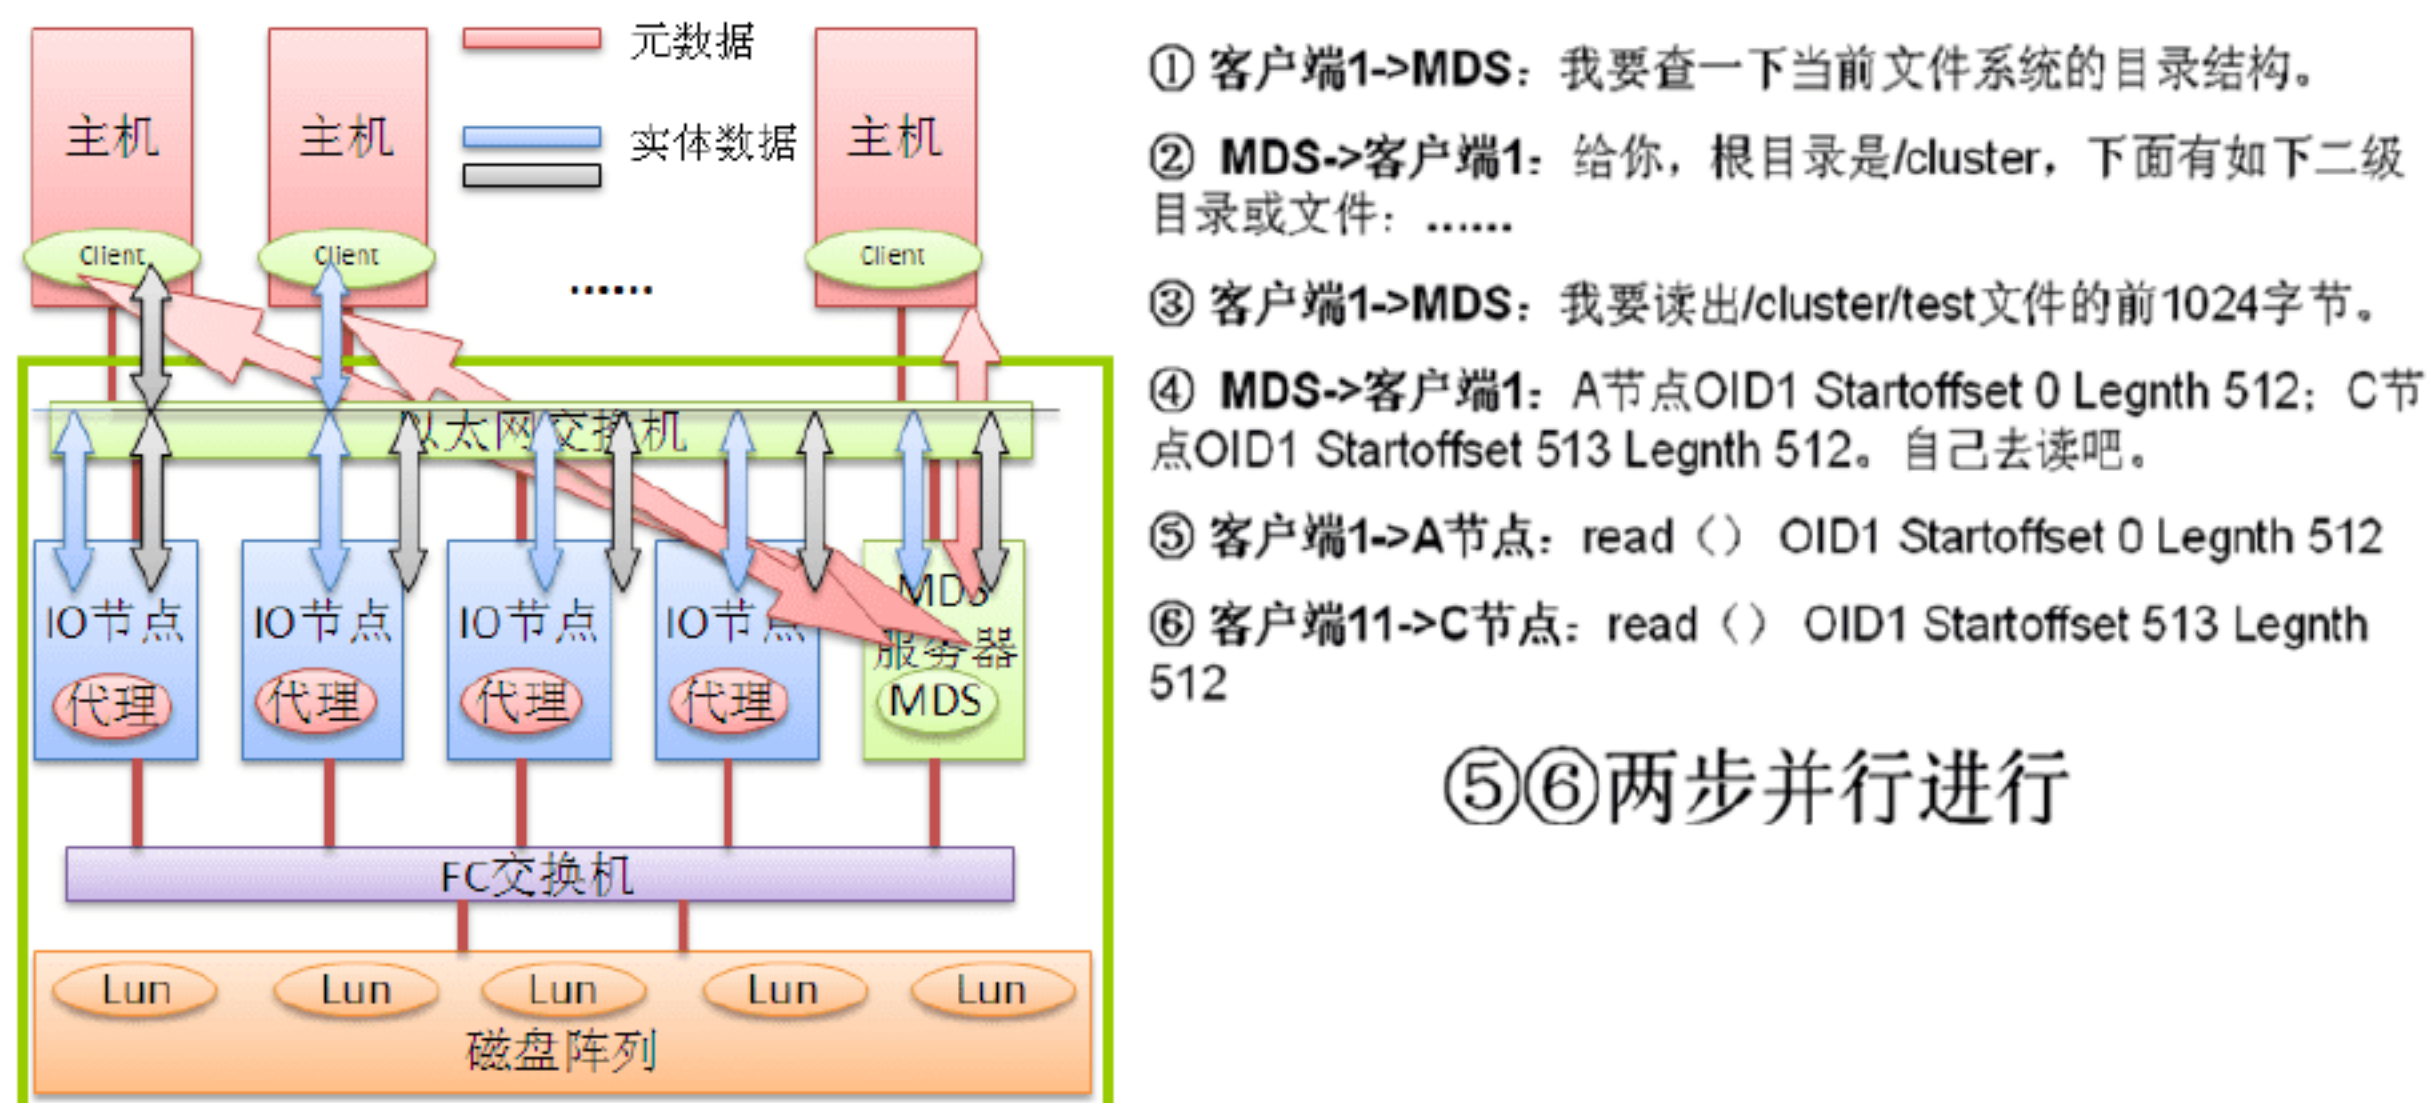 元数据
实体数据
主机
主机
主机
Client
Client
......
Client
以太网交换机
IO节点
IO节点
IO节点
IO节点
MDS
服务器
代理
代理
代理
代理
MDS
FC交换机
Lun
Lun
Lun
Lun
Lun
磁盘阵列
① 客户端1->MDS：我要查一下当前文件系统的目录结构。
② MDS->客户端1：给你，根目录是/cluster，下面有如下二级
目录或文件：......
③ 客户端1->MDS：我要读出/cluster/test文件的前1024字节。
④ MDS->客户端1：A节点OID1 Startoffset 0 Legnth 512；C节
点OID1 Startoffset 513 Legnth 512。自己去读吧。
⑤ 客户端1->A节点：read（） OID1 Startoffset 0 Legnth 512
⑥ 客户端11->C节点：read（） OID1 Startoffset 513 Legnth
512
⑤⑥两步并行进行